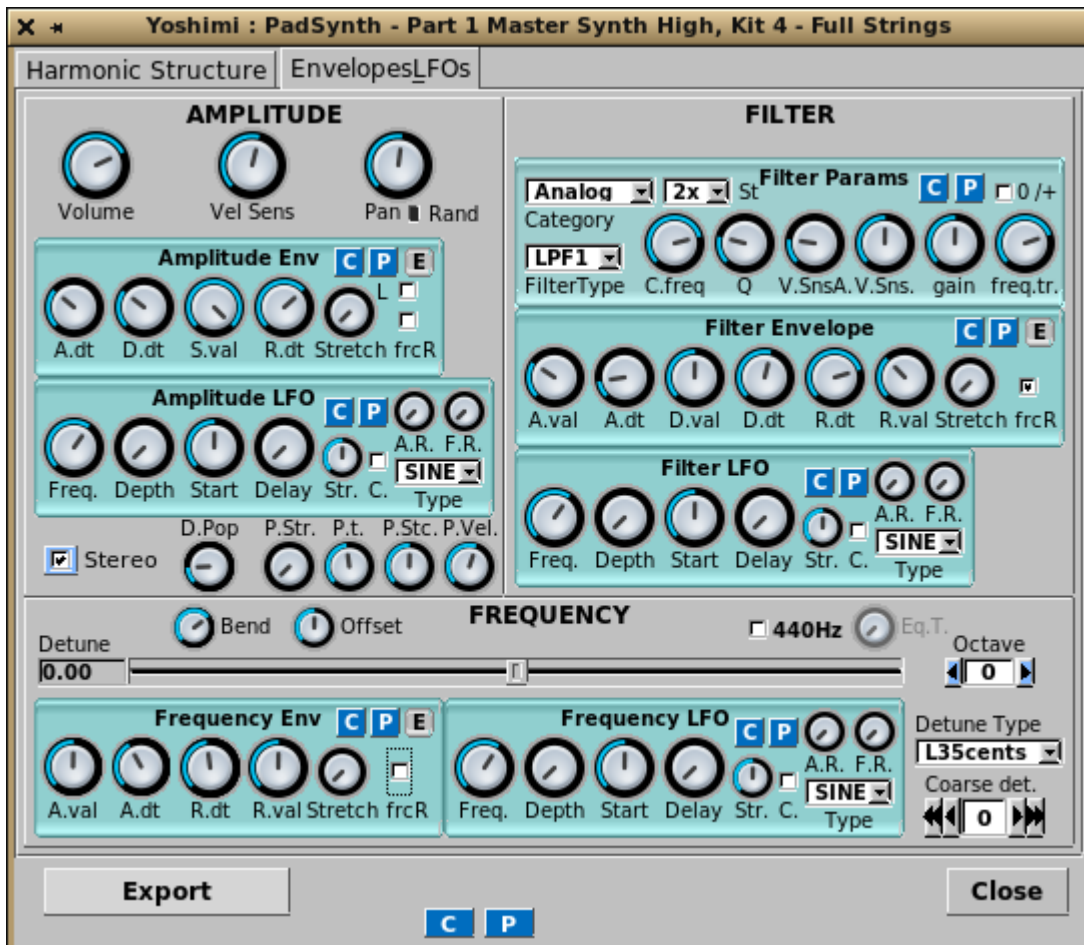 Yoshimi : PadSynth - Part 1 Master Synth High, Kit 4 - Full Strings
Harmonic Structure EnvelopesLFOs
AMPLITUDE
Volume Vel Sens Pan Rand
Amplitude Env C P E
L
A.dt D.dt S.val R.dt Stretch frcR
Amplitude LFO C P
A.R. F.R.
SINE
Freq. Depth Start Delay Str. C. Type
D.Pop P.Str. P.t. P.Stc. P.Vel.
Stereo
FILTER
Analog 2x St Filter Params C P 0 /+
Category
LPF1
FilterType C.freq Q V.SnsA. V.Sns. gain freq.tr.
Filter Envelope C P E
A.val A.dt D.val D.dt R.dt R.val Stretch frcR
Filter LFO C P
A.R. F.R.
SINE
Freq. Depth Start Delay Str. C. Type
Bend Offset FREQUENCY 440Hz Eq.T.
Detune Octave
0.00 0
Frequency Env C P E
A.val A.dt R.dt R.val Stretch frcR
Frequency LFO C P
A.R. F.R.
SINE
Freq. Depth Start Delay Str. C. Type
Detune Type
L35cents
Coarse det.
0
Export Close
C P